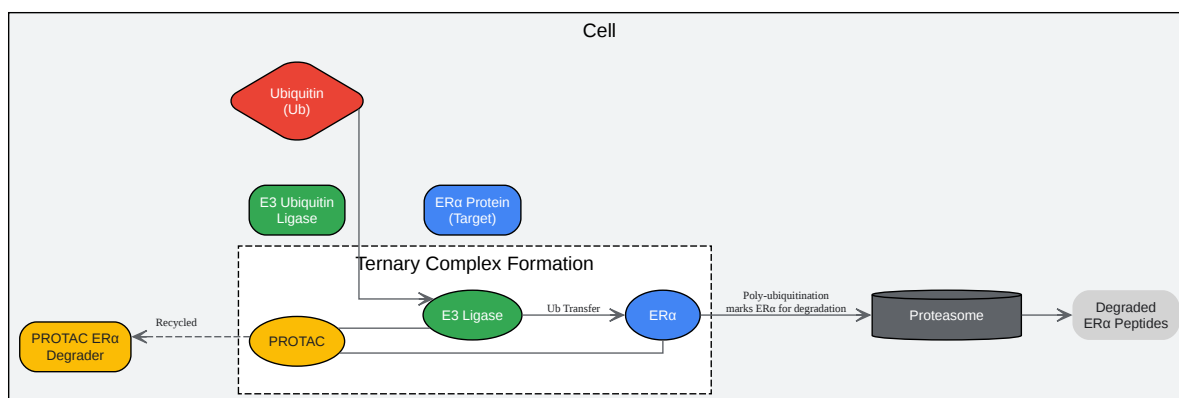 Cell
Ubiquitin
(Ub)
E3 Ubiquitin
Ligase
ERα Protein
(Target)
Ternary Complex Formation
E3 Ligase
Ub Transfer
ERα
Poly-ubiquitination
marks ERα for degradation
Proteasome
Degraded
ERα Peptides
PROTAC
Recycled
PROTAC ERα
Degrader